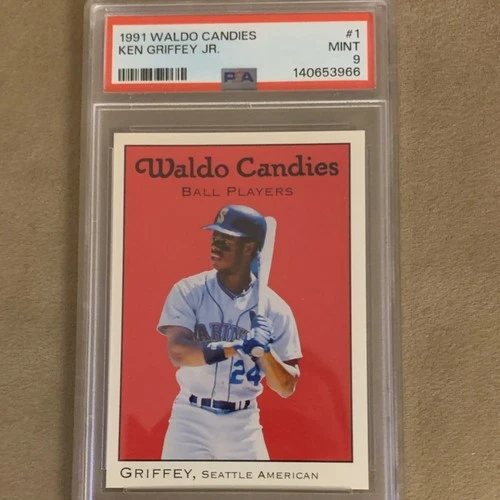 1991 WALDO CANDIES #1
KEN GRIFFEY JR. MINT
9
PSA 140653966
Waldo Candies
BALL PLAYERS
S
MARINERS
24
GRIFFEY, SEATTLE AMERICAN